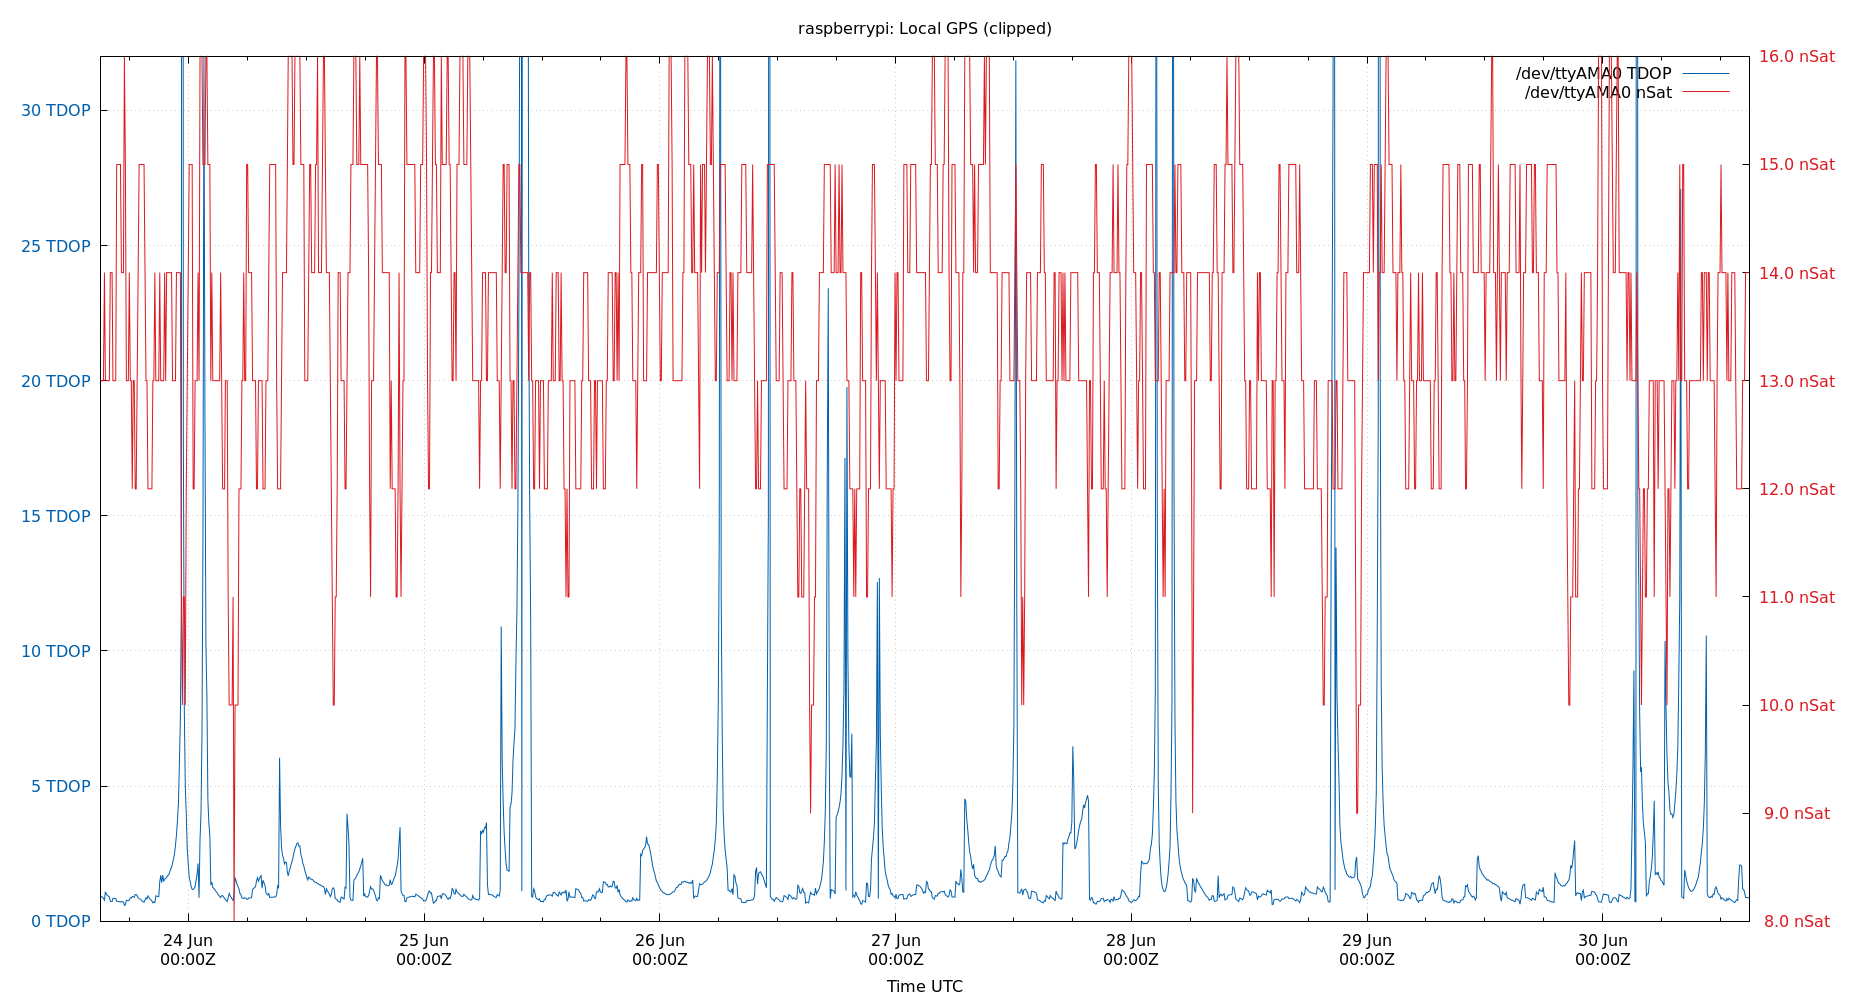 raspberrypi: Local GPS (clipped)
/dev/ttyAMA0 TDOP
/dev/ttyAMA0 nSat
30 TDOP
25 TDOP
20 TDOP
15 TDOP
10 TDOP
5 TDOP
0 TDOP
16.0 nSat
15.0 nSat
14.0 nSat
13.0 nSat
12.0 nSat
11.0 nSat
10.0 nSat
9.0 nSat
8.0 nSat
24 Jun
00:00Z
25 Jun
00:00Z
26 Jun
00:00Z
27 Jun
00:00Z
28 Jun
00:00Z
29 Jun
00:00Z
30 Jun
00:00Z
Time UTC